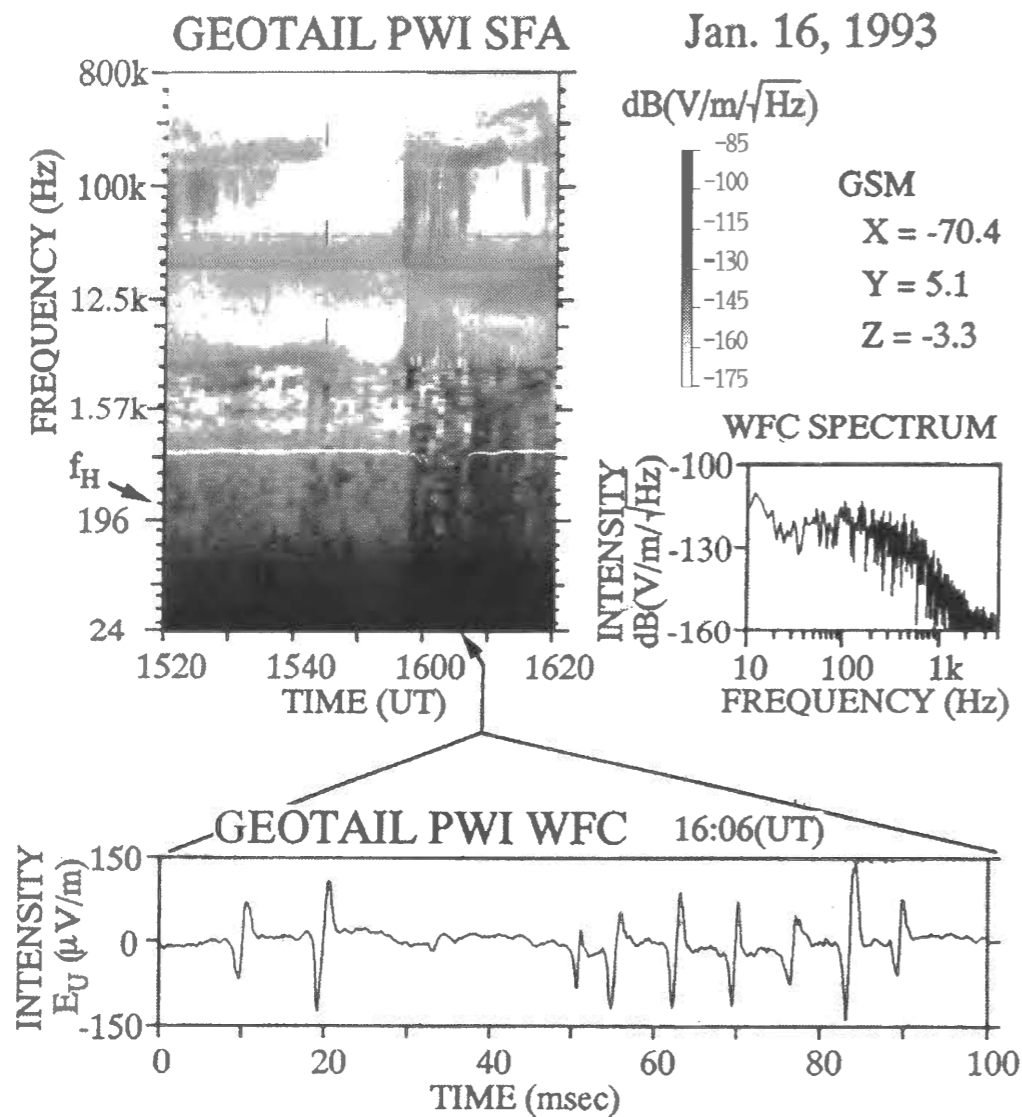 GEOTAIL PWI SFA
Jan. 16, 1993
FREQUENCY (Hz)
800k
100k
12.5k
1.57k
f_H
196
24
1520
1540
1600
1620
TIME (UT)
dB(V/m/√Hz)
-85
-100
-115
-130
-145
-160
-175
GSM
X = -70.4
Y = 5.1
Z = -3.3
WFC SPECTRUM
INTENSITY
dB(V/m/√Hz)
-100
-130
-160
10
100
1k
FREQUENCY (Hz)
GEOTAIL PWI WFC
16:06(UT)
INTENSITY
E_U (μV/m)
150
0
-150
0
20
40
60
80
100
TIME (msec)